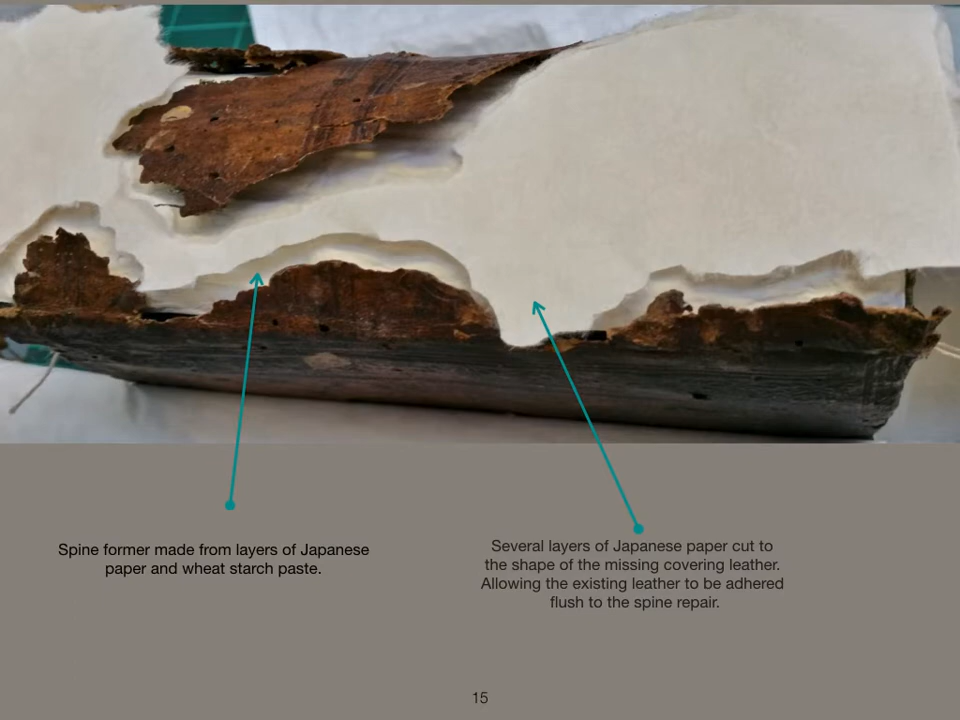 Spine former made from layers of Japanese
paper and wheat starch paste.
Several layers of Japanese paper cut to
the shape of the missing covering leather.
Allowing the existing leather to be adhered
flush to the spine repair.
15